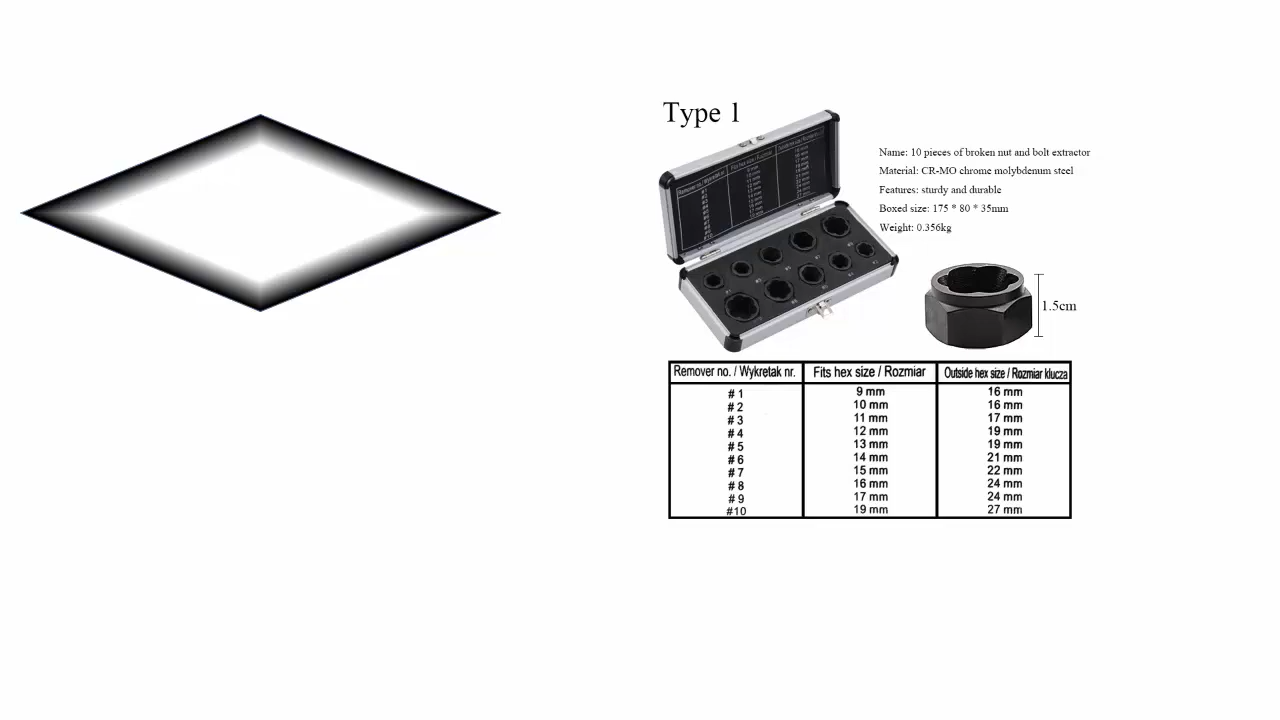 Type 1
Name: 10 pieces of broken nut and bolt extractor
Material: CR-MO chrome molybdenum steel
Features: sturdy and durable
Boxed size: 175 * 80 * 35mm
Weight: 0.356kg
1.5cm
Remover no. / Wykrętak nr. Fits hex size / Rozmiar Outside hex size / Rozmiar klucza
# 1 9 mm 16 mm
# 2 10 mm 16 mm
# 3 11 mm 17 mm
# 4 12 mm 19 mm
# 5 13 mm 19 mm
# 6 14 mm 21 mm
# 7 15 mm 22 mm
# 8 16 mm 24 mm
# 9 17 mm 24 mm
#10 19 mm 27 mm